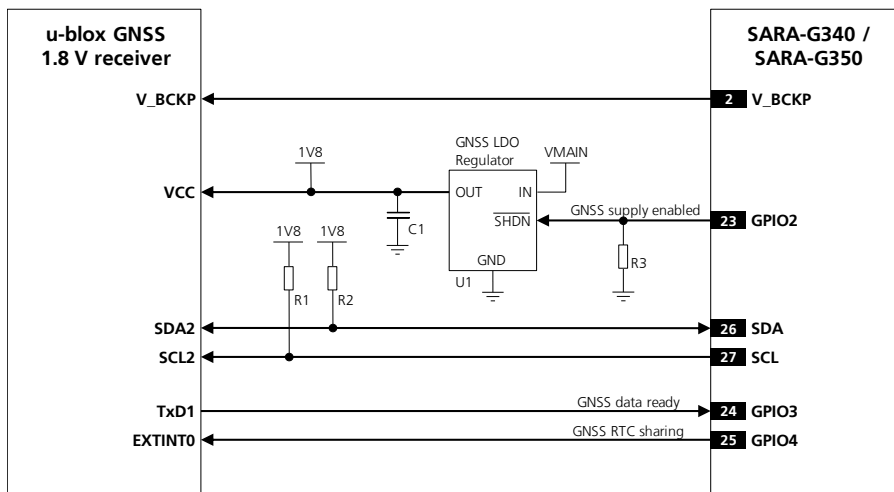 u-blox GNSS
1.8 V receiver
SARA-G340 /
SARA-G350
V_BCKP
2 V_BCKP
GNSS LDO
Regulator
1V8
VMAIN
VCC
OUT
IN
GNSS supply enabled
23 GPIO2
SHDN
C1
1V8
1V8
GND
R3
U1
R1
R2
SDA2
26 SDA
SCL2
27 SCL
TxD1
GNSS data ready
24 GPIO3
EXTINT0
GNSS RTC sharing
25 GPIO4